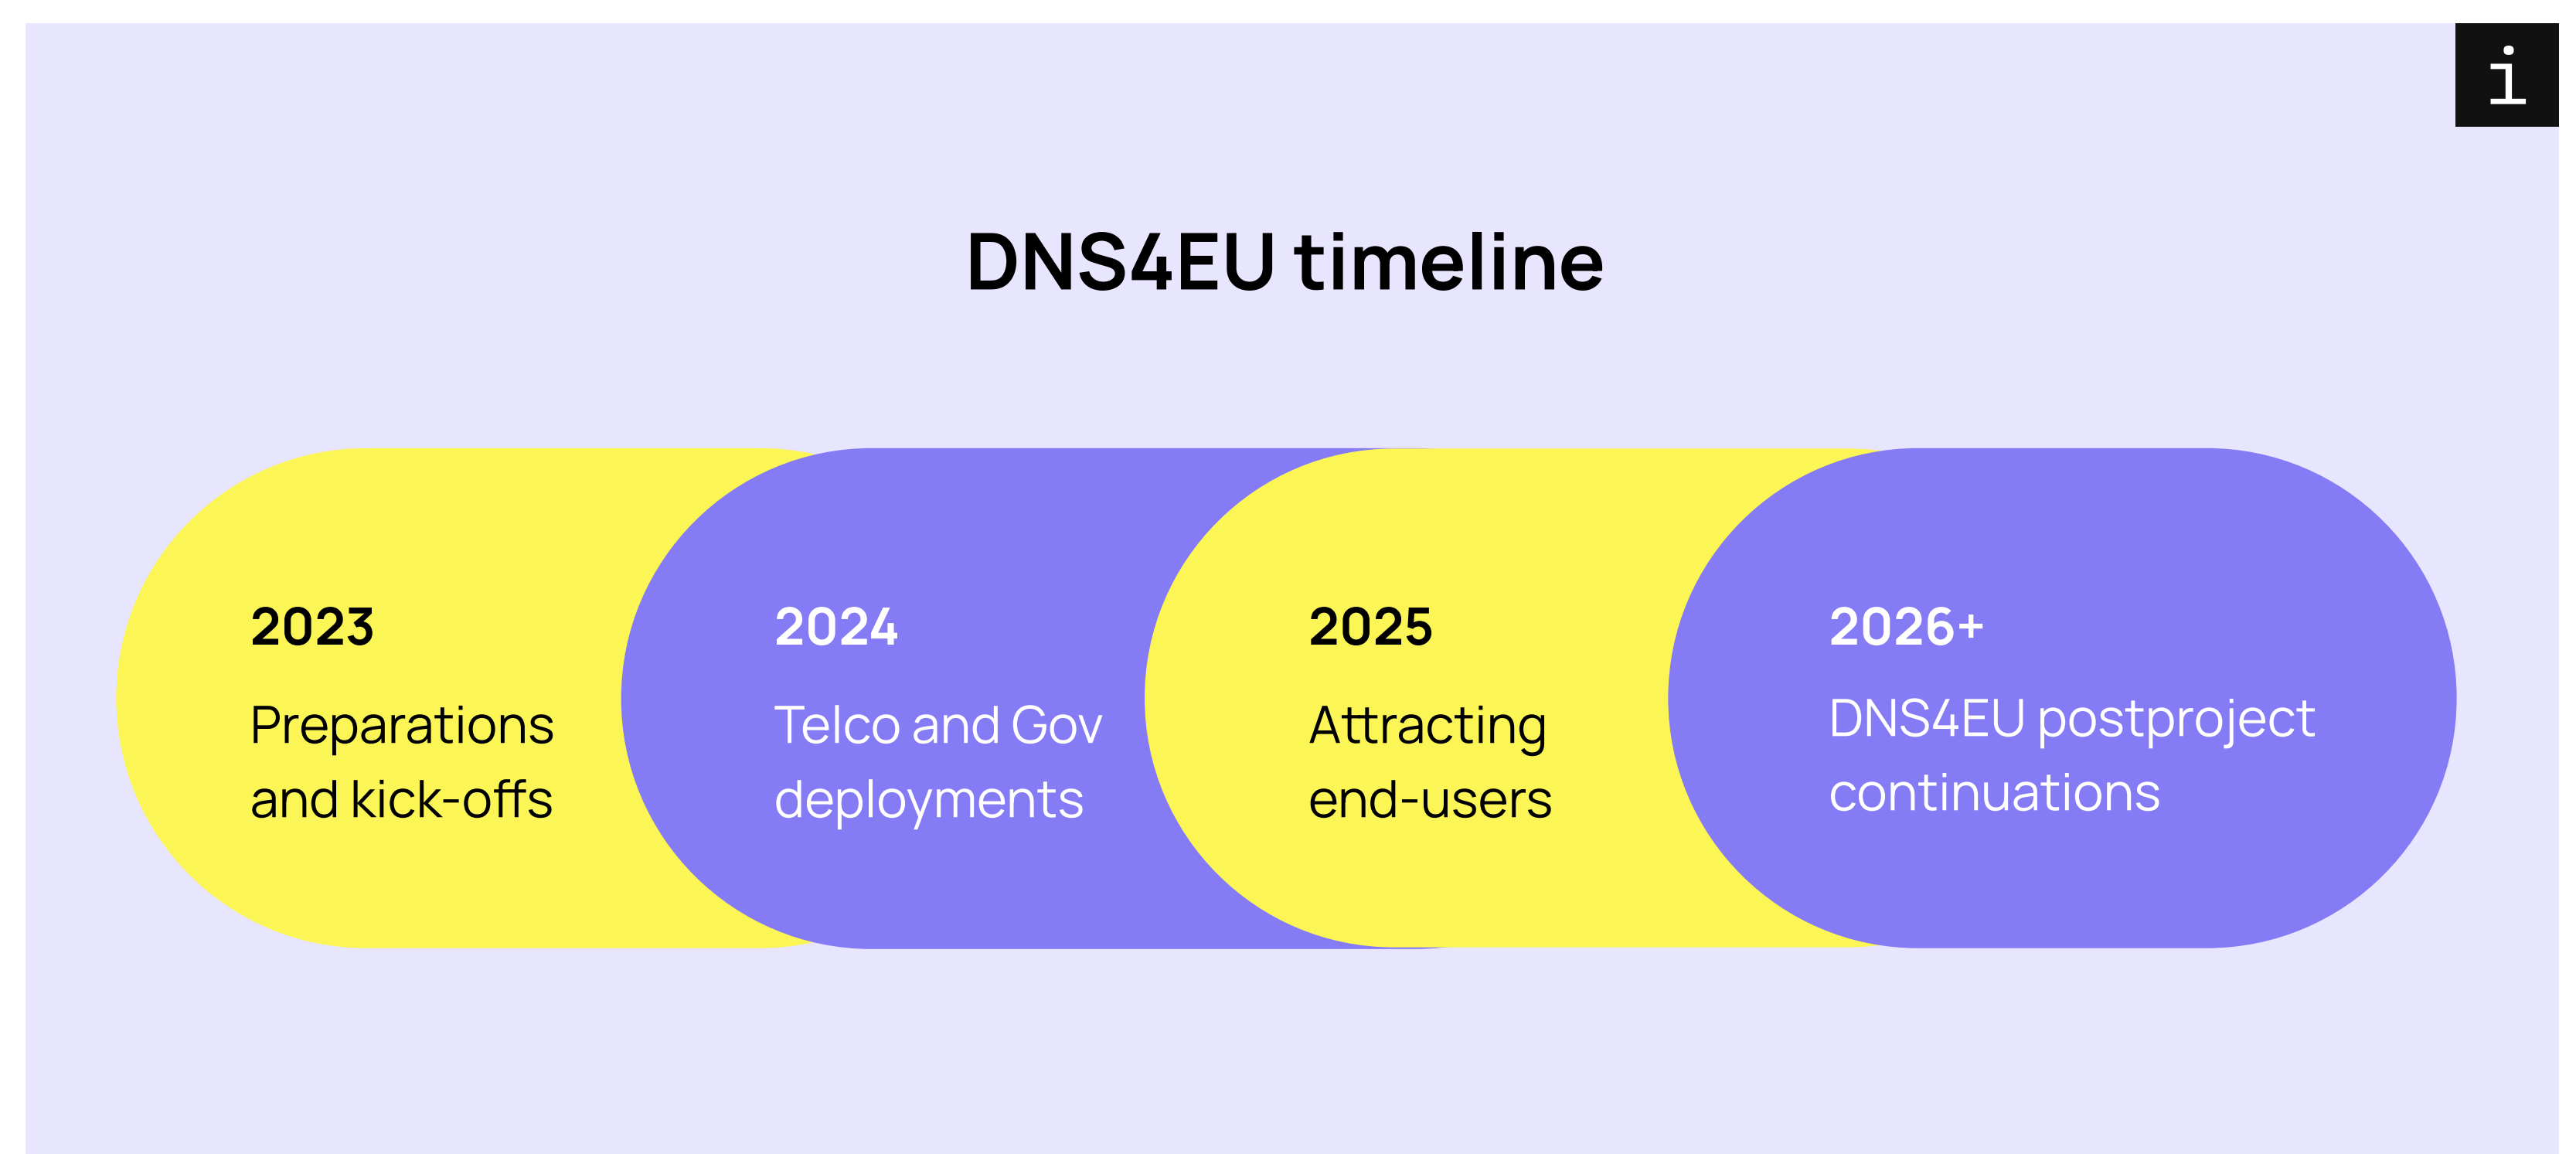 i
DNS4EU timeline
2023
Preparations
and kick-offs
2024
Telco and Gov
deployments
2025
Attracting
end-users
2026+
DNS4EU postproject
continuations